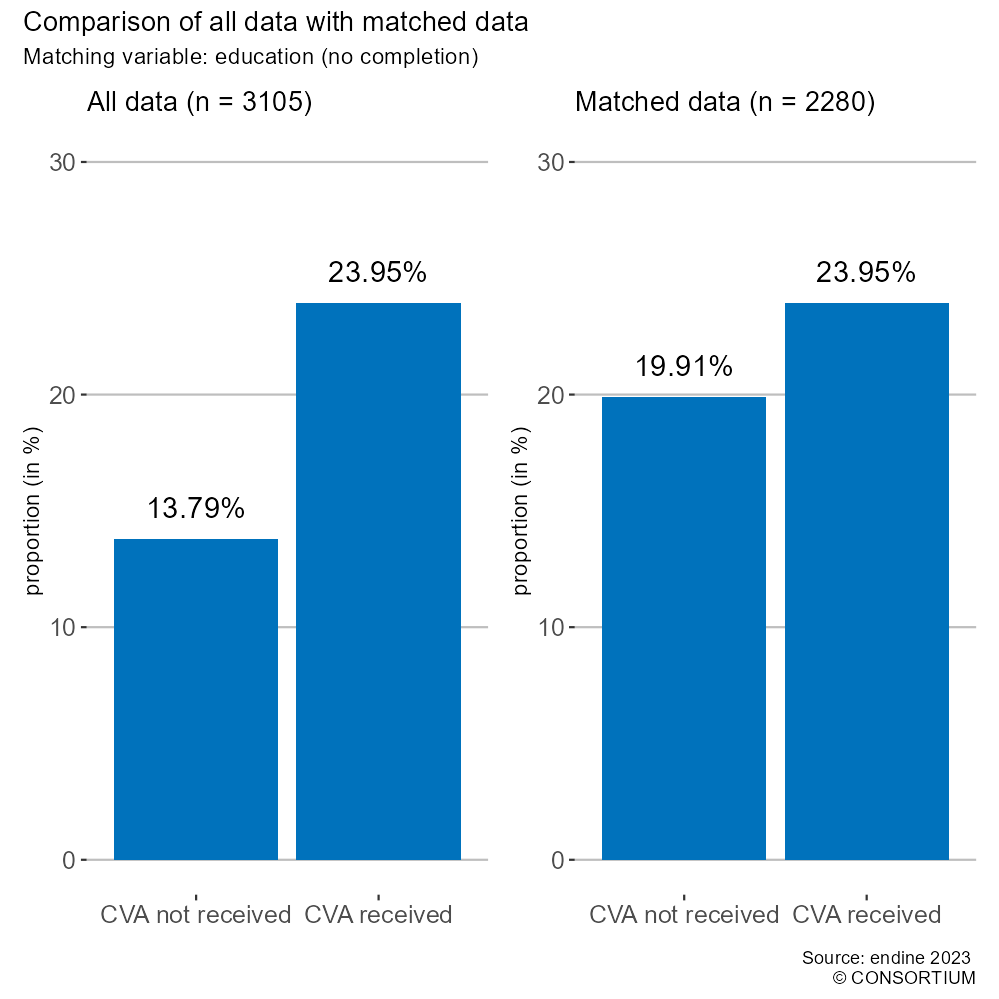 Comparison of all data with matched data
Matching variable: education (no completion)
All data (n = 3105)
30
20
10
0
proportion (in %)
13.79%
23.95%
CVA not received
CVA received
Matched data (n = 2280)
30
20
10
0
proportion (in %)
19.91%
23.95%
CVA not received
CVA received
Source: endine 2023
© CONSORTIUM